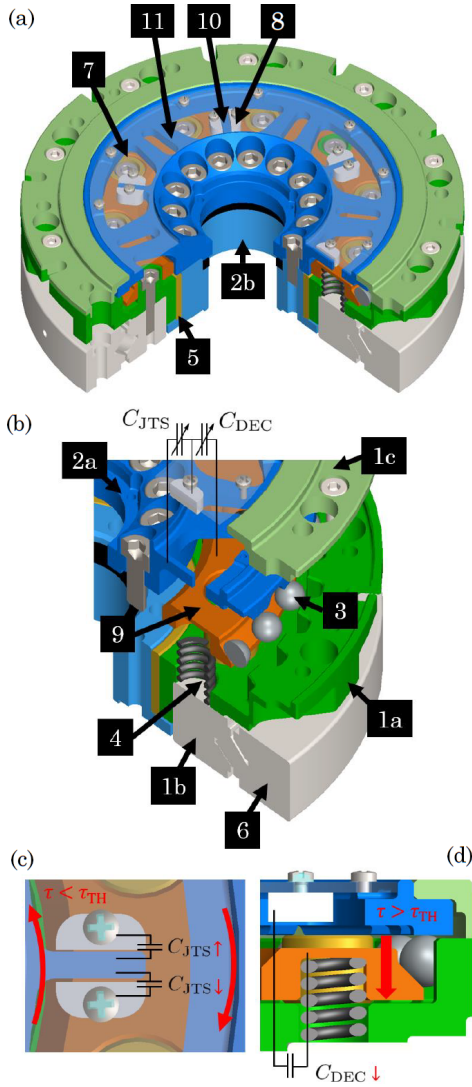 (a)
11 10 8
7
2b
5
(b)
C_JTS C_DEC
2a
1c
3
9
1a
4
1b
6
(c) (d)
τ < τ_TH
τ > τ_TH
C_JTS ↑
C_JTS ↓
C_DEC ↓